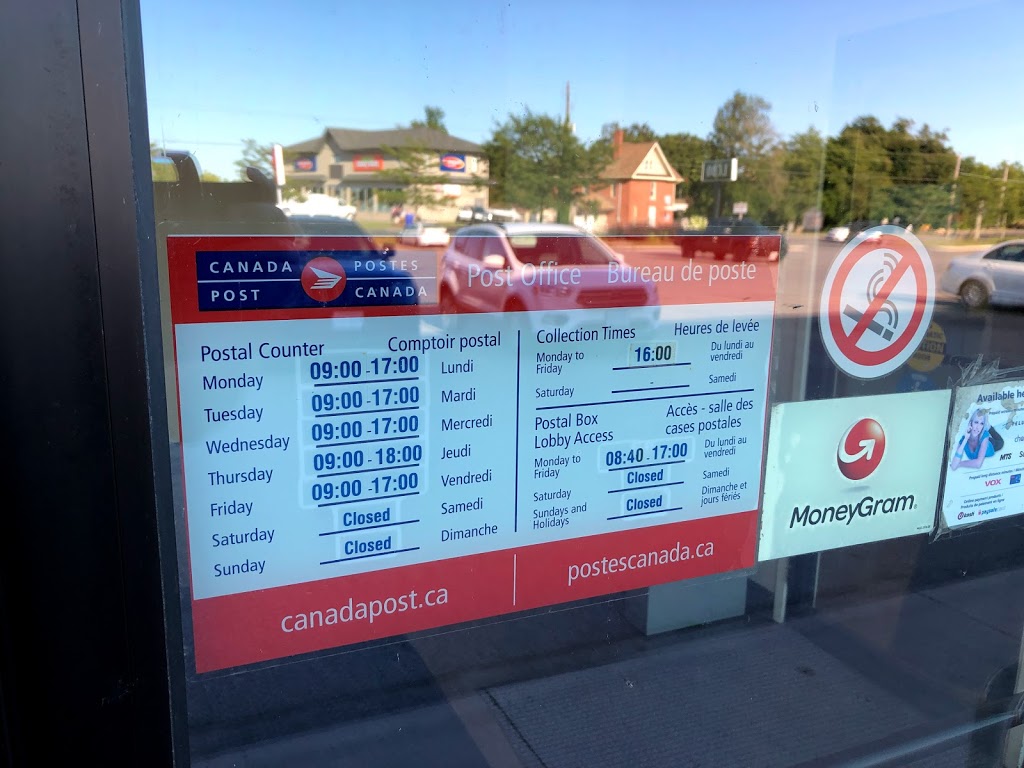 CANADA POSTES
POST CANADA
Post Office Bureau de poste
Postal Counter Comptoir postal
Monday 09:00 - 17:00 Lundi
Tuesday 09:00 - 17:00 Mardi
Wednesday 09:00 - 17:00 Mercredi
Thursday 09:00 - 18:00 Jeudi
Friday 09:00 - 17:00 Vendredi
Saturday Closed Samedi
Sunday Closed Dimanche
Collection Times Heures de levée
Monday to Friday 16:00 Du lundi au vendredi
Saturday - Samedi
Postal Box Accès - salle des
Lobby Access cases postales
Monday to Friday 08:40 - 17:00 Du lundi au vendredi
Saturday Closed Samedi
Sundays and Holidays Closed Dimanche et jours fériés
canadapost.ca
postescanada.ca
MoneyGram
Available he
MTS
VOX